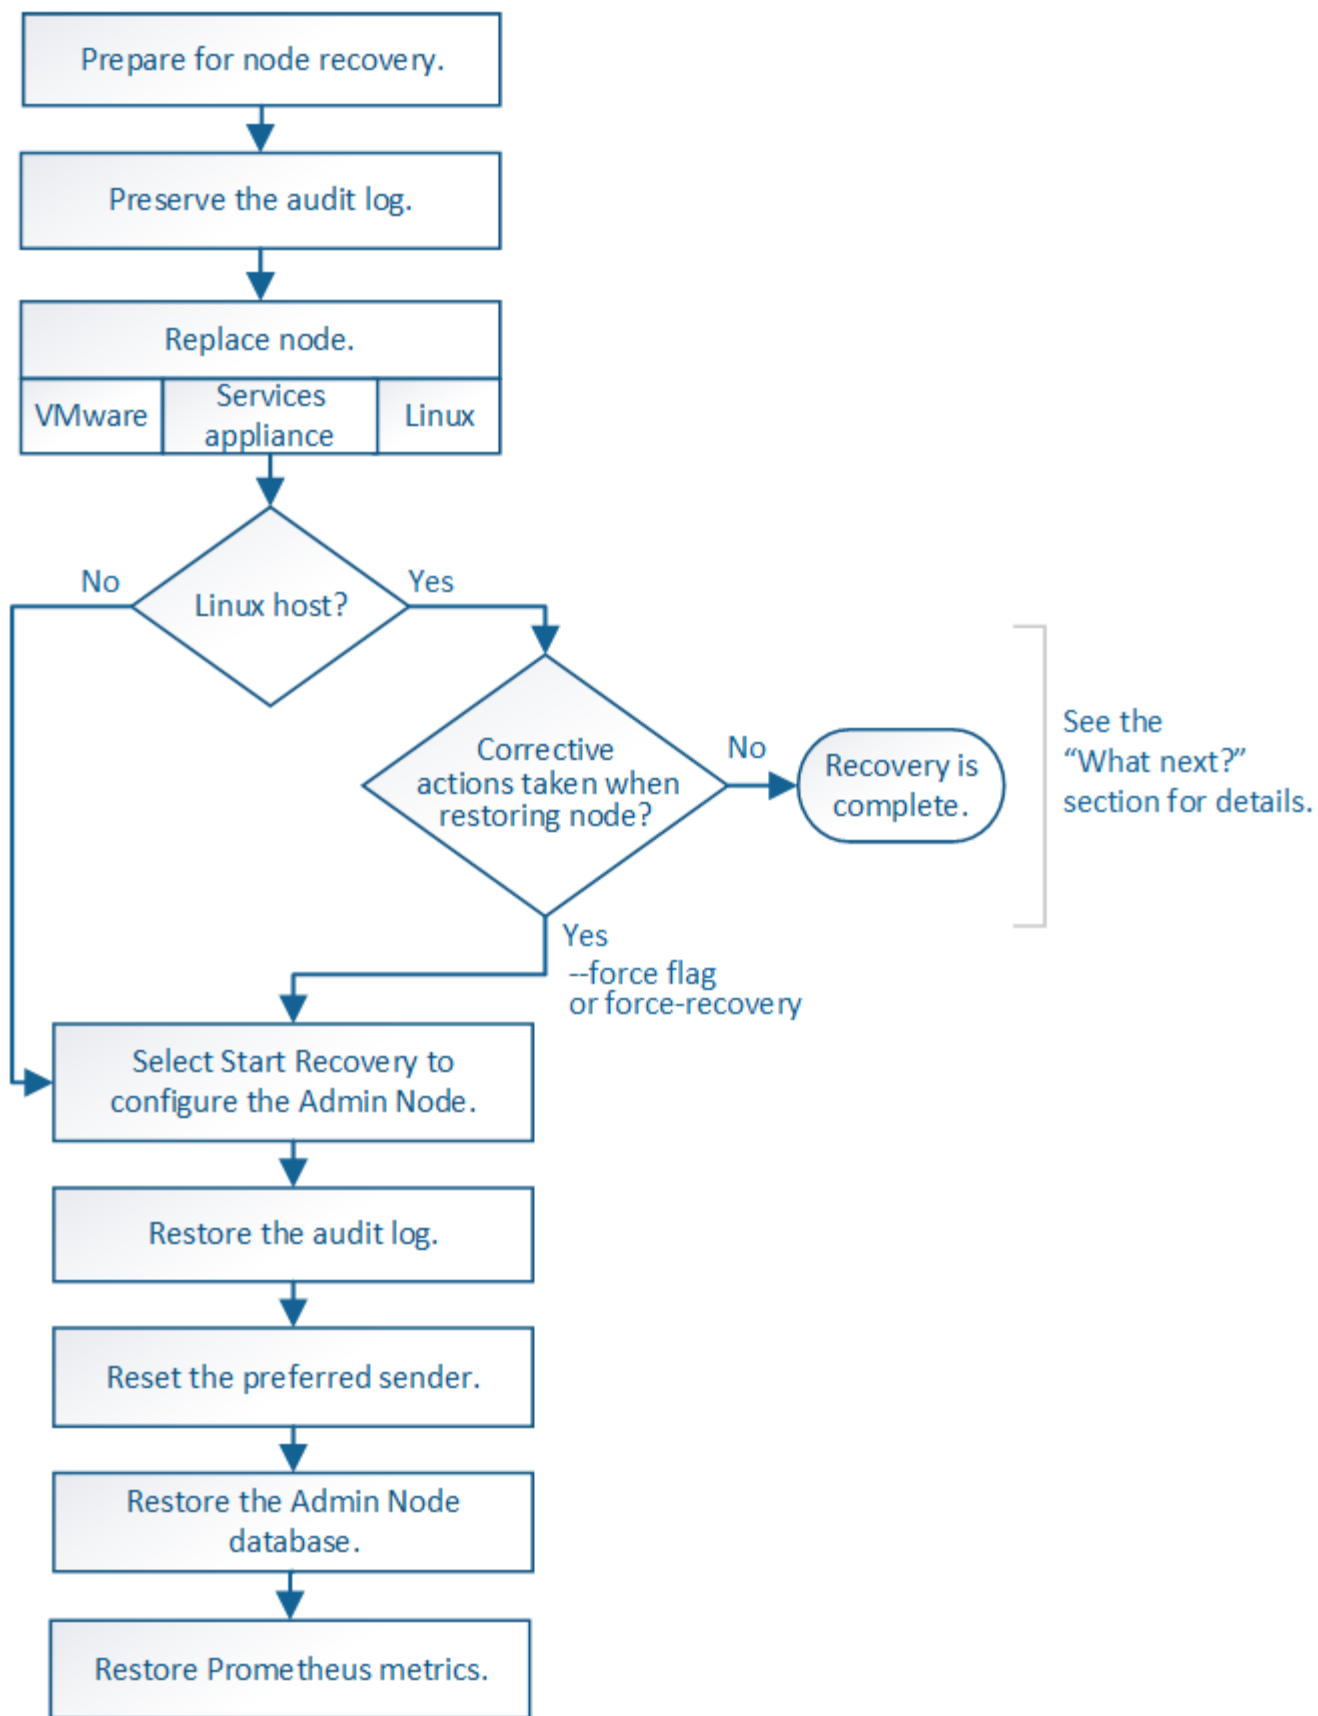 Prepare for node recovery.
Preserve the audit log.
Replace node.
VMware
Services
appliance
Linux
Linux host?
No
Yes
Corrective
actions taken when
restoring node?
No
Recovery is
complete.
See the
“What next?”
section for details.
Yes
--force flag
or force-recovery
Select Start Recovery to
configure the Admin Node.
Restore the audit log.
Reset the preferred sender.
Restore the Admin Node
database.
Restore Prometheus metrics.